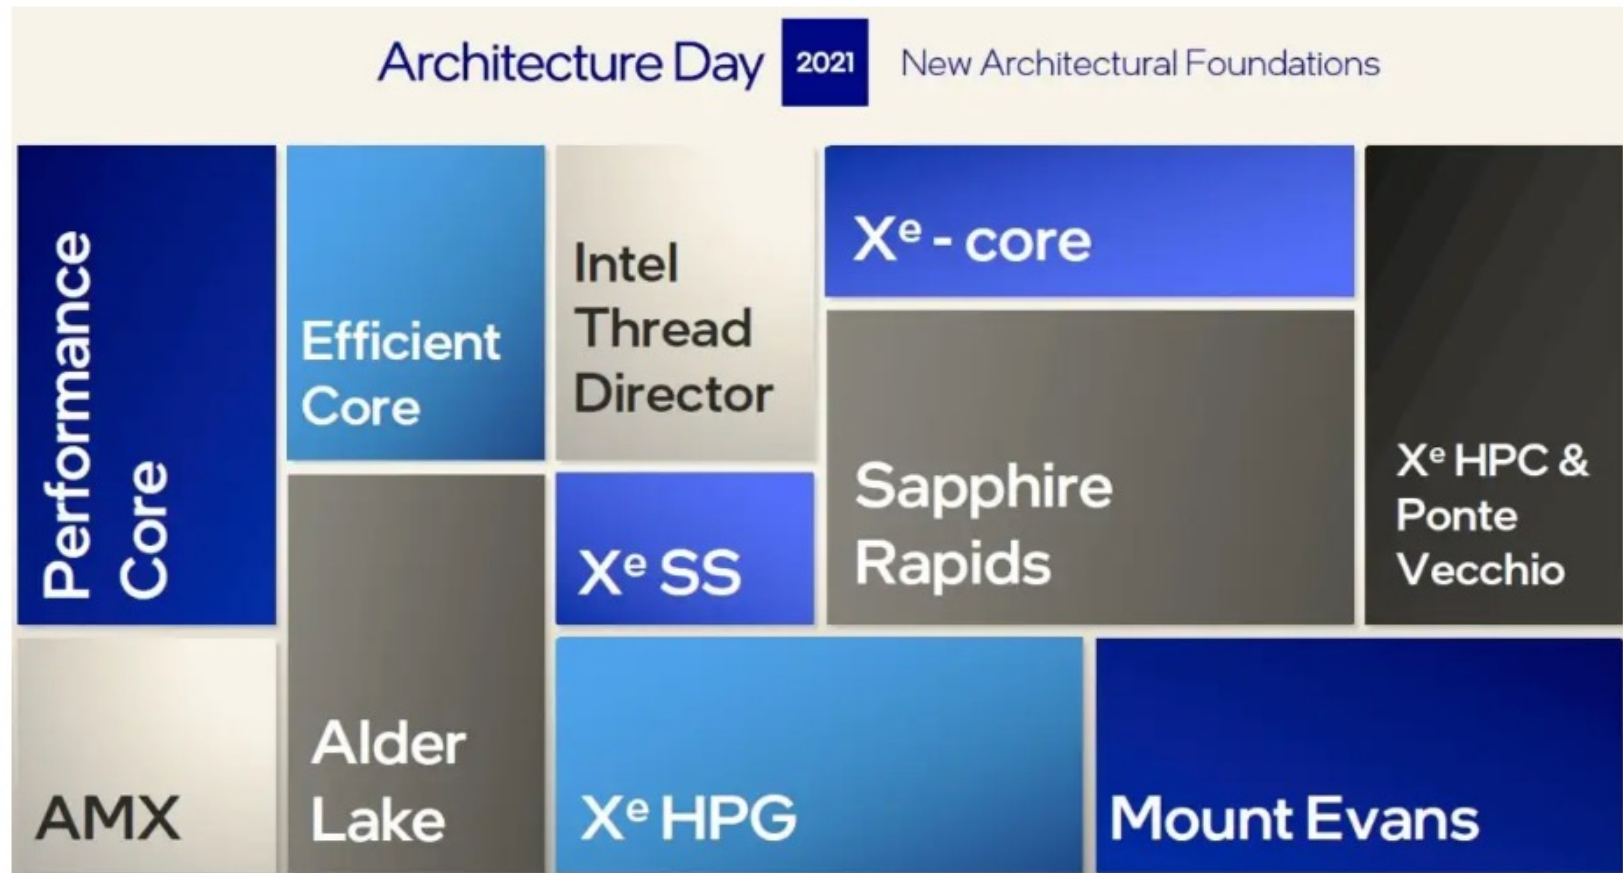 Architecture Day 2021 New Architectural Foundations
Performance
Core
Efficient
Core
Intel
Thread
Director
Xᵉ - core
Sapphire
Rapids
Xᵉ HPC &
Ponte
Vecchio
Xᵉ SS
AMX
Alder
Lake
Xᵉ HPG
Mount Evans